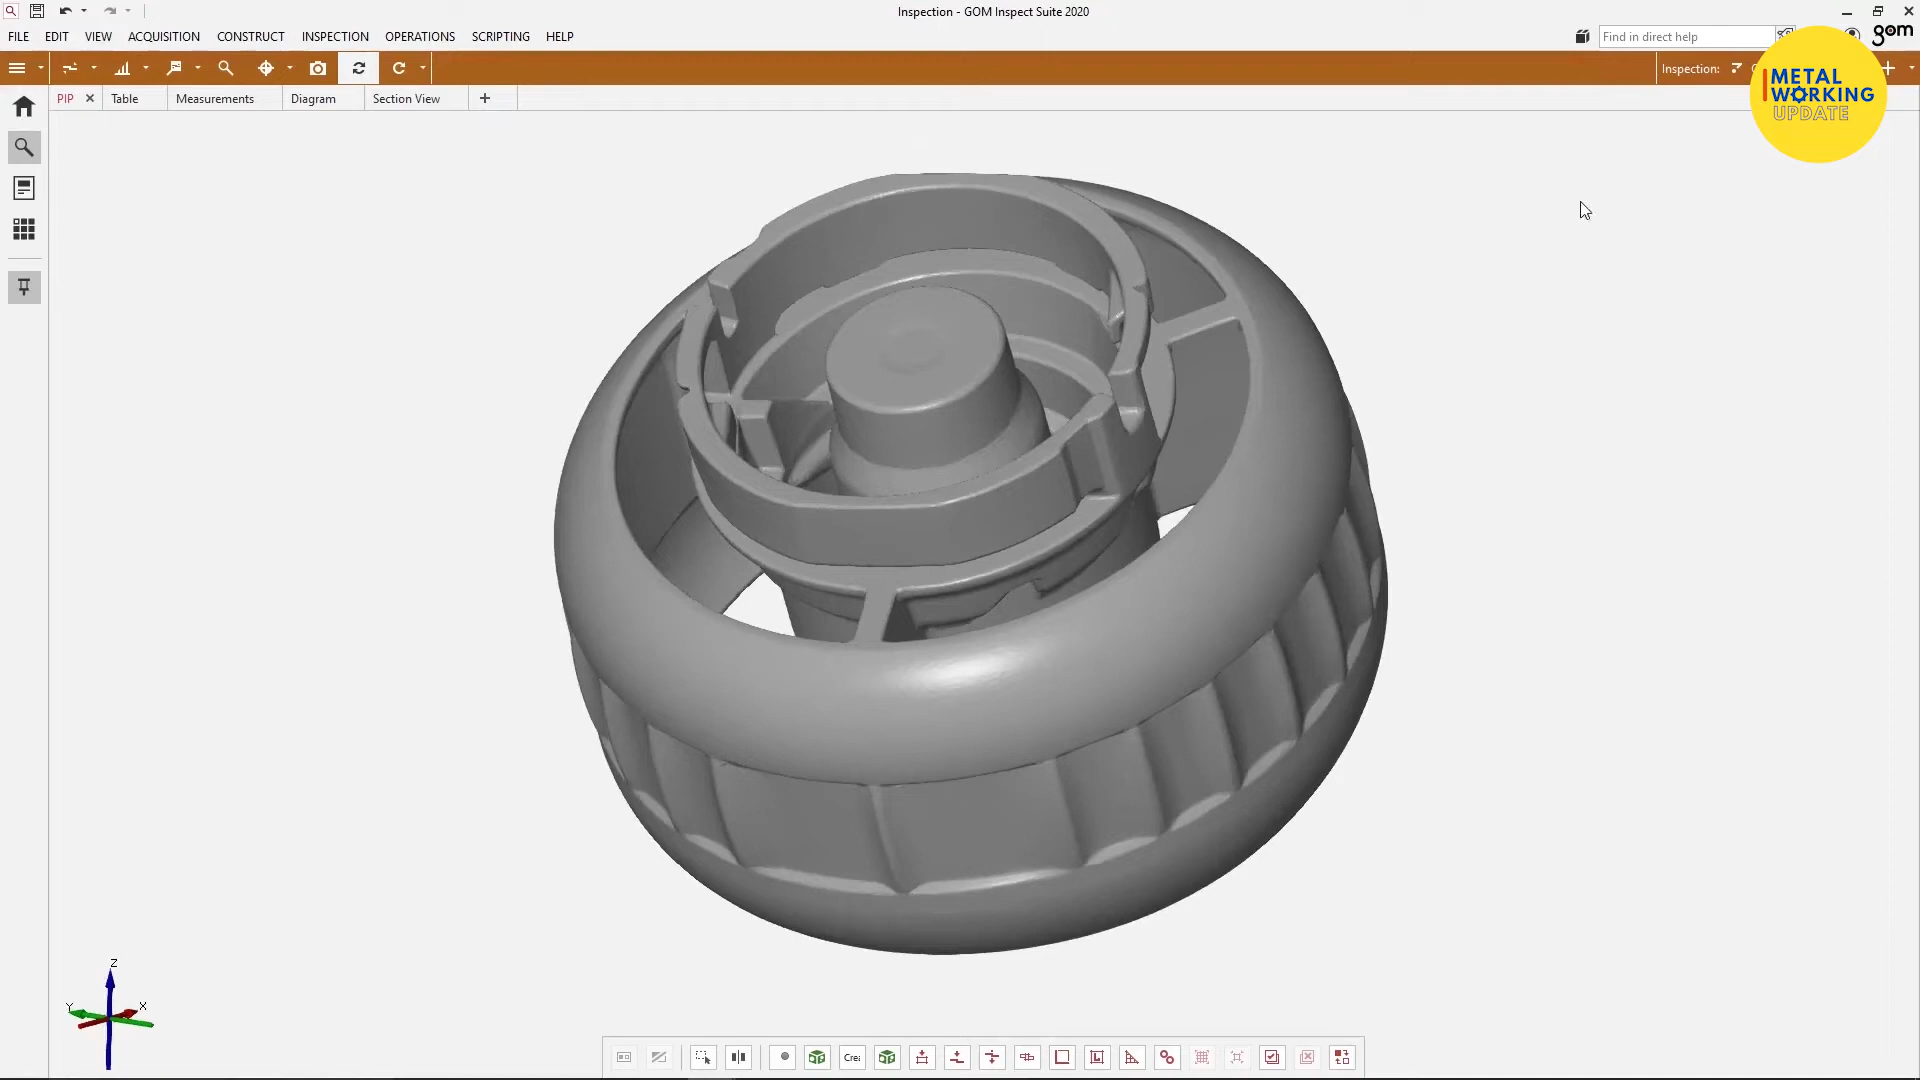 Inspection - GOM Inspect Suite 2020
FILE EDIT VIEW ACQUISITION CONSTRUCT INSPECTION OPERATIONS SCRIPTING HELP
Find in direct help
gom
Inspection:
METAL
WORKING
UPDATE
PIP Table Measurements Diagram Section View
Z
Y
X
Cre